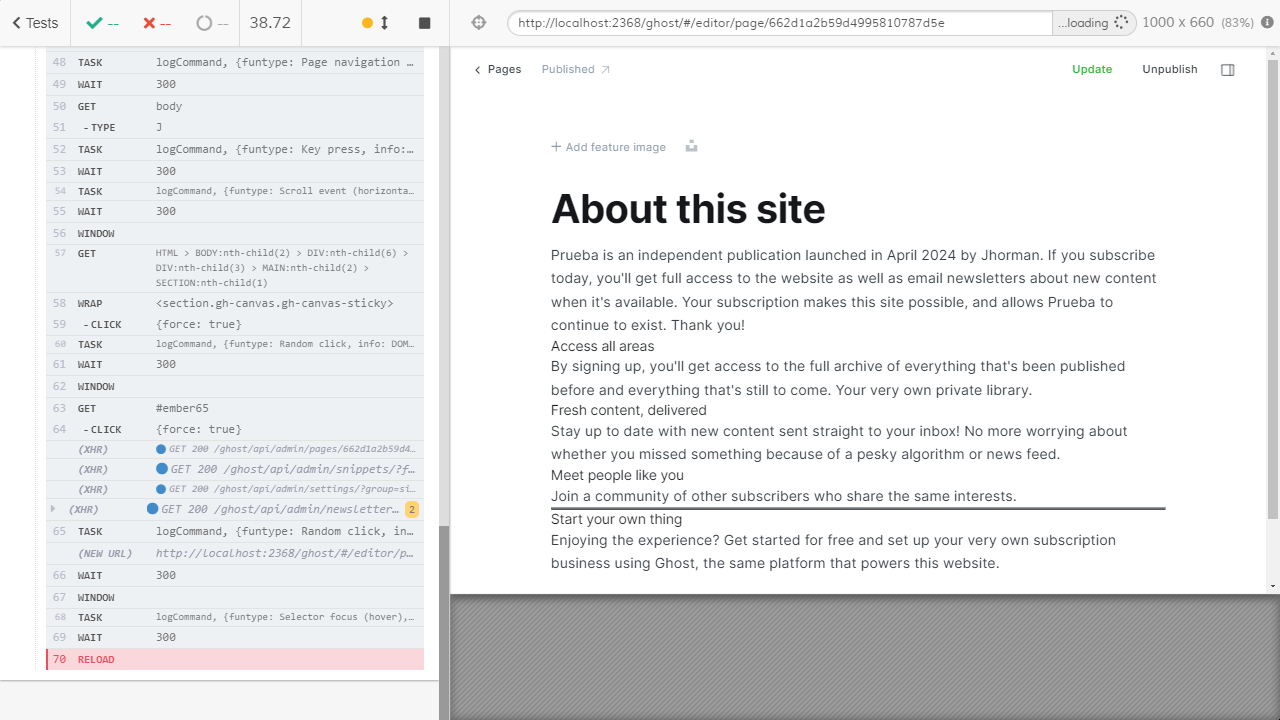 Tests
--
--
--
38.72
http://localhost:2368/ghost/#/editor/page/662d1a2b59d4995810787d5e
...loading
1000 x 660 (83%)
48 TASK logCommand, {funtype: Page navigation …
49 WAIT 300
50 GET body
51 -TYPE J
52 TASK logCommand, {funtype: Key press, info:…
53 WAIT 300
54 TASK logCommand, {funtype: Scroll event (horizonta…
55 WAIT 300
56 WINDOW
57 GET HTML > BODY:nth-child(2) > DIV:nth-child(6) >
DIV:nth-child(3) > MAIN:nth-child(2) >
SECTION:nth-child(1)
58 WRAP <section.gh-canvas.gh-canvas-sticky>
59 -CLICK {force: true}
60 TASK logCommand, {funtype: Random click, info: DOM…
61 WAIT 300
62 WINDOW
63 GET #ember65
64 -CLICK {force: true}
(XHR) GET 200 /ghost/api/admin/pages/662d1a2b59d4…
(XHR) GET 200 /ghost/api/admin/snippets/?f…
(XHR) GET 200 /ghost/api/admin/settings/?group=si…
(XHR) GET 200 /ghost/api/admin/newsletter… 2
65 TASK logCommand, {funtype: Random click, in…
(NEW URL) http://localhost:2368/ghost/#/editor/p…
66 WAIT 300
67 WINDOW
68 TASK logCommand, {funtype: Selector focus (hover),…
69 WAIT 300
70 RELOAD
Pages
Published
Update
Unpublish
Add feature image
About this site
Prueba is an independent publication launched in April 2024 by Jhorman. If you subscribe
today, you'll get full access to the website as well as email newsletters about new content
when it's available. Your subscription makes this site possible, and allows Prueba to
continue to exist. Thank you!
Access all areas
By signing up, you'll get access to the full archive of everything that's been published
before and everything that's still to come. Your very own private library.
Fresh content, delivered
Stay up to date with new content sent straight to your inbox! No more worrying about
whether you missed something because of a pesky algorithm or news feed.
Meet people like you
Join a community of other subscribers who share the same interests.
Start your own thing
Enjoying the experience? Get started for free and set up your very own subscription
business using Ghost, the same platform that powers this website.